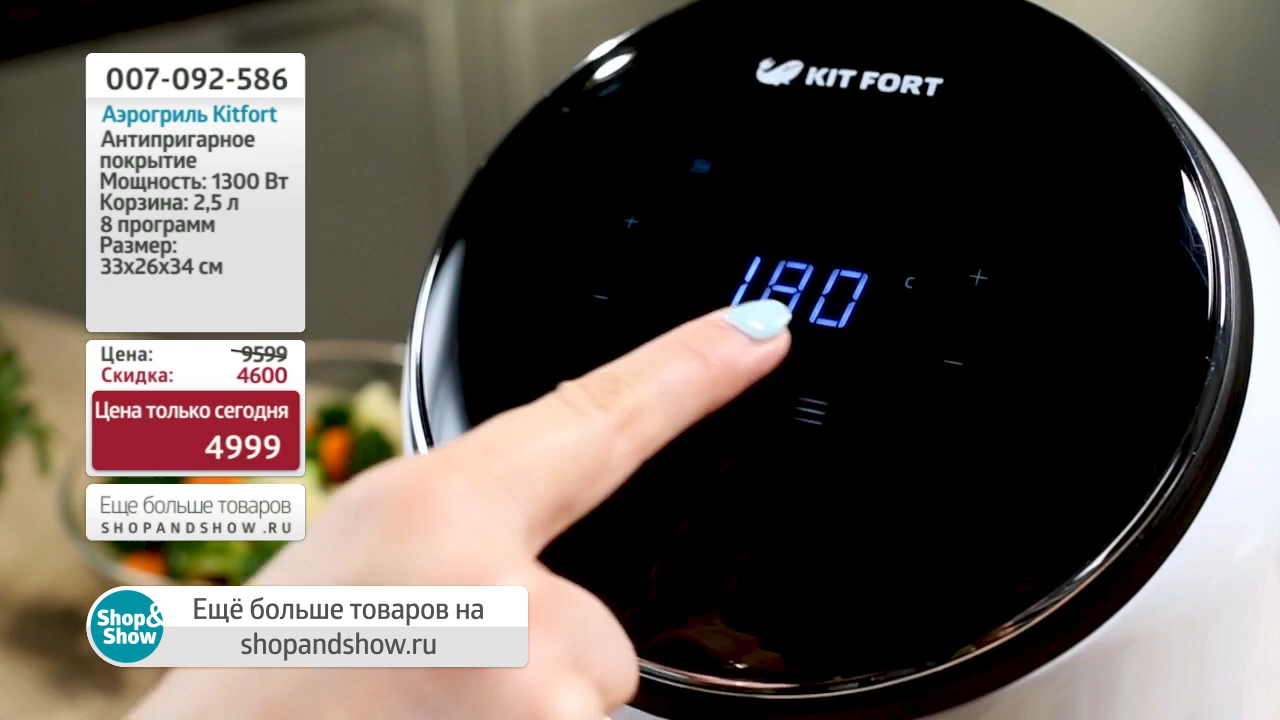 007-092-586
Аэрогриль Kitfort
Антипригарное
покрытие
Мощность: 1300 Вт
Корзина: 2,5 л
8 программ
Размер:
33x26x34 см
Цена: 9599
Скидка: 4600
Цена только сегодня
4999
Еще больше товаров
SHOPANDSHOW.RU
Shop&
Show
Ещё больше товаров на
shopandshow.ru
KIT FORT
180 C